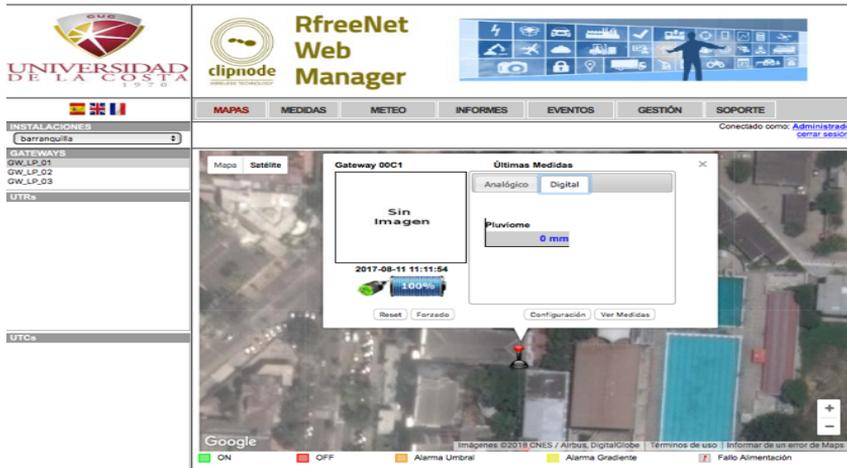 CUC
UNIVERSIDAD
DE LA COSTA
1970
clipnode
WIRELESS TECHNOLOGY
RfreeNet
Web
Manager
MAPAS MEDIDAS METEO INFORMES EVENTOS GESTIÓN SOPORTE
Conectado como: Administrado
cerrar sesión
INSTALACIONES
barranquilla
GATEWAYS
GW_LP_01
GW_LP_02
GW_LP_03
UTRs
UTCs
Mapa Satélite
Gateway 00C1
Últimas Medidas
×
Analógico Digital
Sin
Imagen
Pluviome
0 mm
2017-08-11 11:11:54
100%
Reset Forzado
Configuración Ver Medidas
+
−
Google
Imágenes ©2018 CNES / Airbus, DigitalGlobe Términos de uso Informar de un error de Maps
ON OFF Alarma Umbral Alarma Gradiente ? Fallo Alimentación